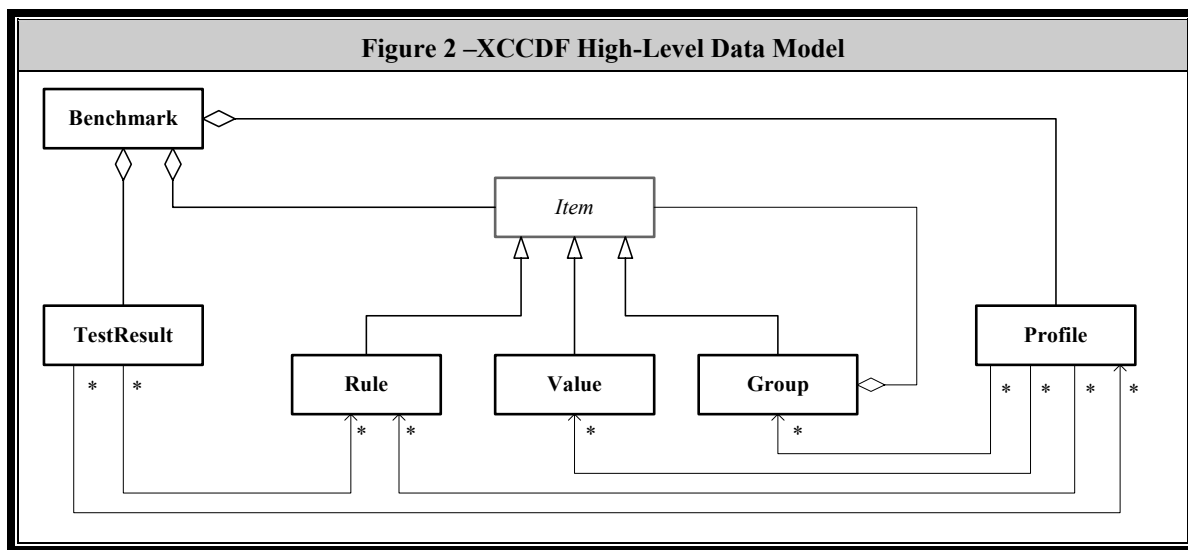 Figure 2 –XCCDF High-Level Data Model
Benchmark
Item
TestResult
Profile
Rule
Value
Group
* *
* * * *
* * * *